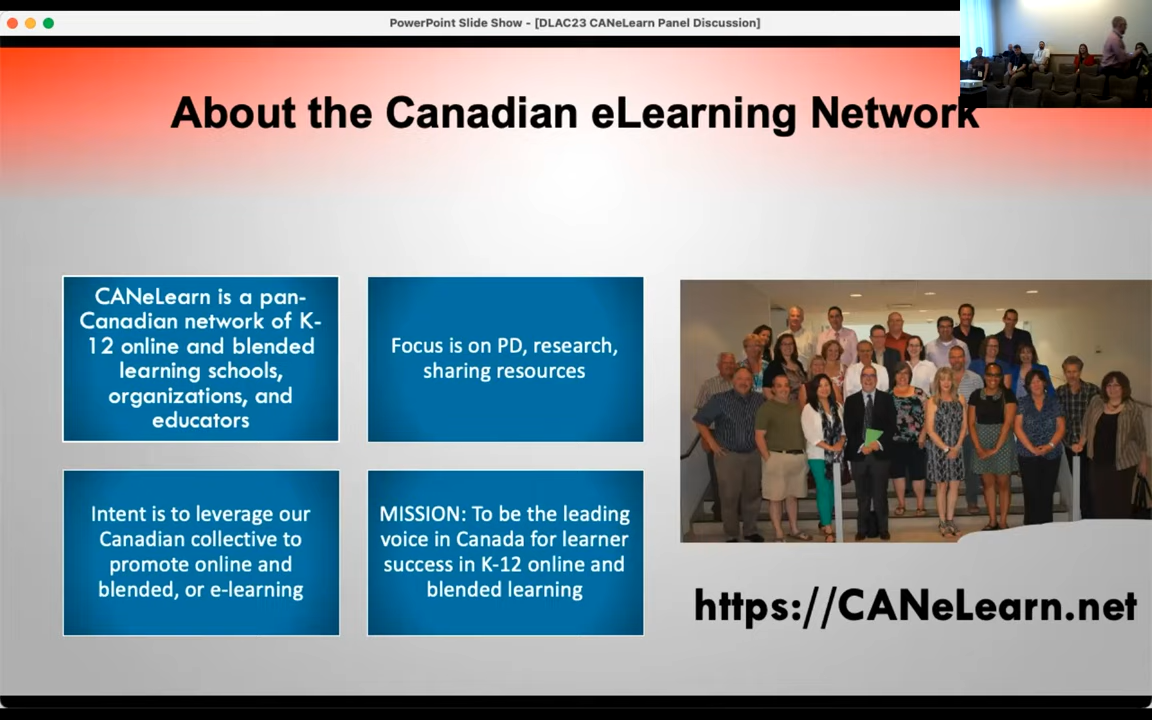 PowerPoint Slide Show - [DLAC23 CANeLearn Panel Discussion]
About the Canadian eLearning Network
CANeLearn is a pan-
Canadian network of K-
12 online and blended
learning schools,
organizations, and
educators
Focus is on PD, research,
sharing resources
Intent is to leverage our
Canadian collective to
promote online and
blended, or e-learning
MISSION: To be the leading
voice in Canada for learner
success in K-12 online and
blended learning
https://CANeLearn.net